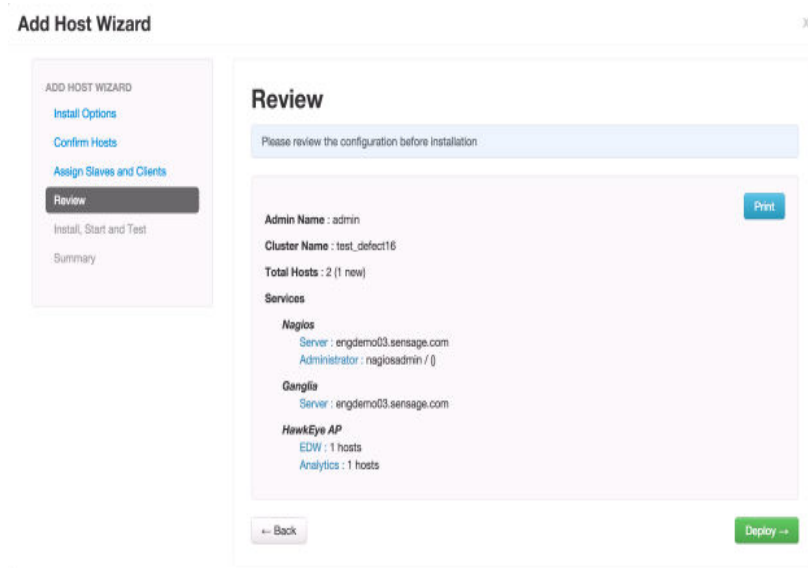 Add Host Wizard
X
ADD HOST WIZARD
Install Options
Confirm Hosts
Assign Slaves and Clients
Review
Install, Start and Test
Summary
Review
Please review the configuration before installation
Print
Admin Name : admin
Cluster Name : test_defect16
Total Hosts : 2 (1 new)
Services
Nagios
Server : engdemo03.sensage.com
Administrator : nagiosadmin / ()
Ganglia
Server : engdemo03.sensage.com
HawkEye AP
EDW : 1 hosts
Analytics : 1 hosts
← Back
Deploy →